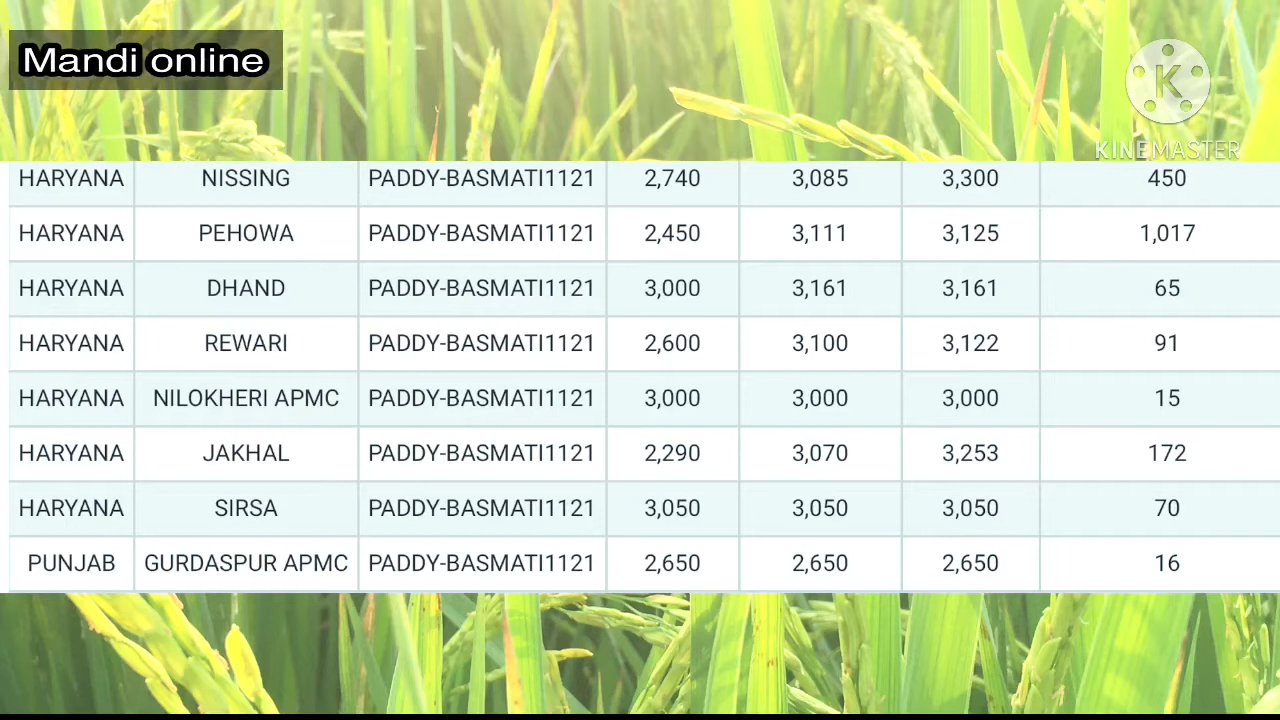 Mandi online
K
KINEMASTER
HARYANA NISSING PADDY-BASMATI1121 2,740 3,085 3,300 450
HARYANA PEHOWA PADDY-BASMATI1121 2,450 3,111 3,125 1,017
HARYANA DHAND PADDY-BASMATI1121 3,000 3,161 3,161 65
HARYANA REWARI PADDY-BASMATI1121 2,600 3,100 3,122 91
HARYANA NILOKHERI APMC PADDY-BASMATI1121 3,000 3,000 3,000 15
HARYANA JAKHAL PADDY-BASMATI1121 2,290 3,070 3,253 172
HARYANA SIRSA PADDY-BASMATI1121 3,050 3,050 3,050 70
PUNJAB GURDASPUR APMC PADDY-BASMATI1121 2,650 2,650 2,650 16